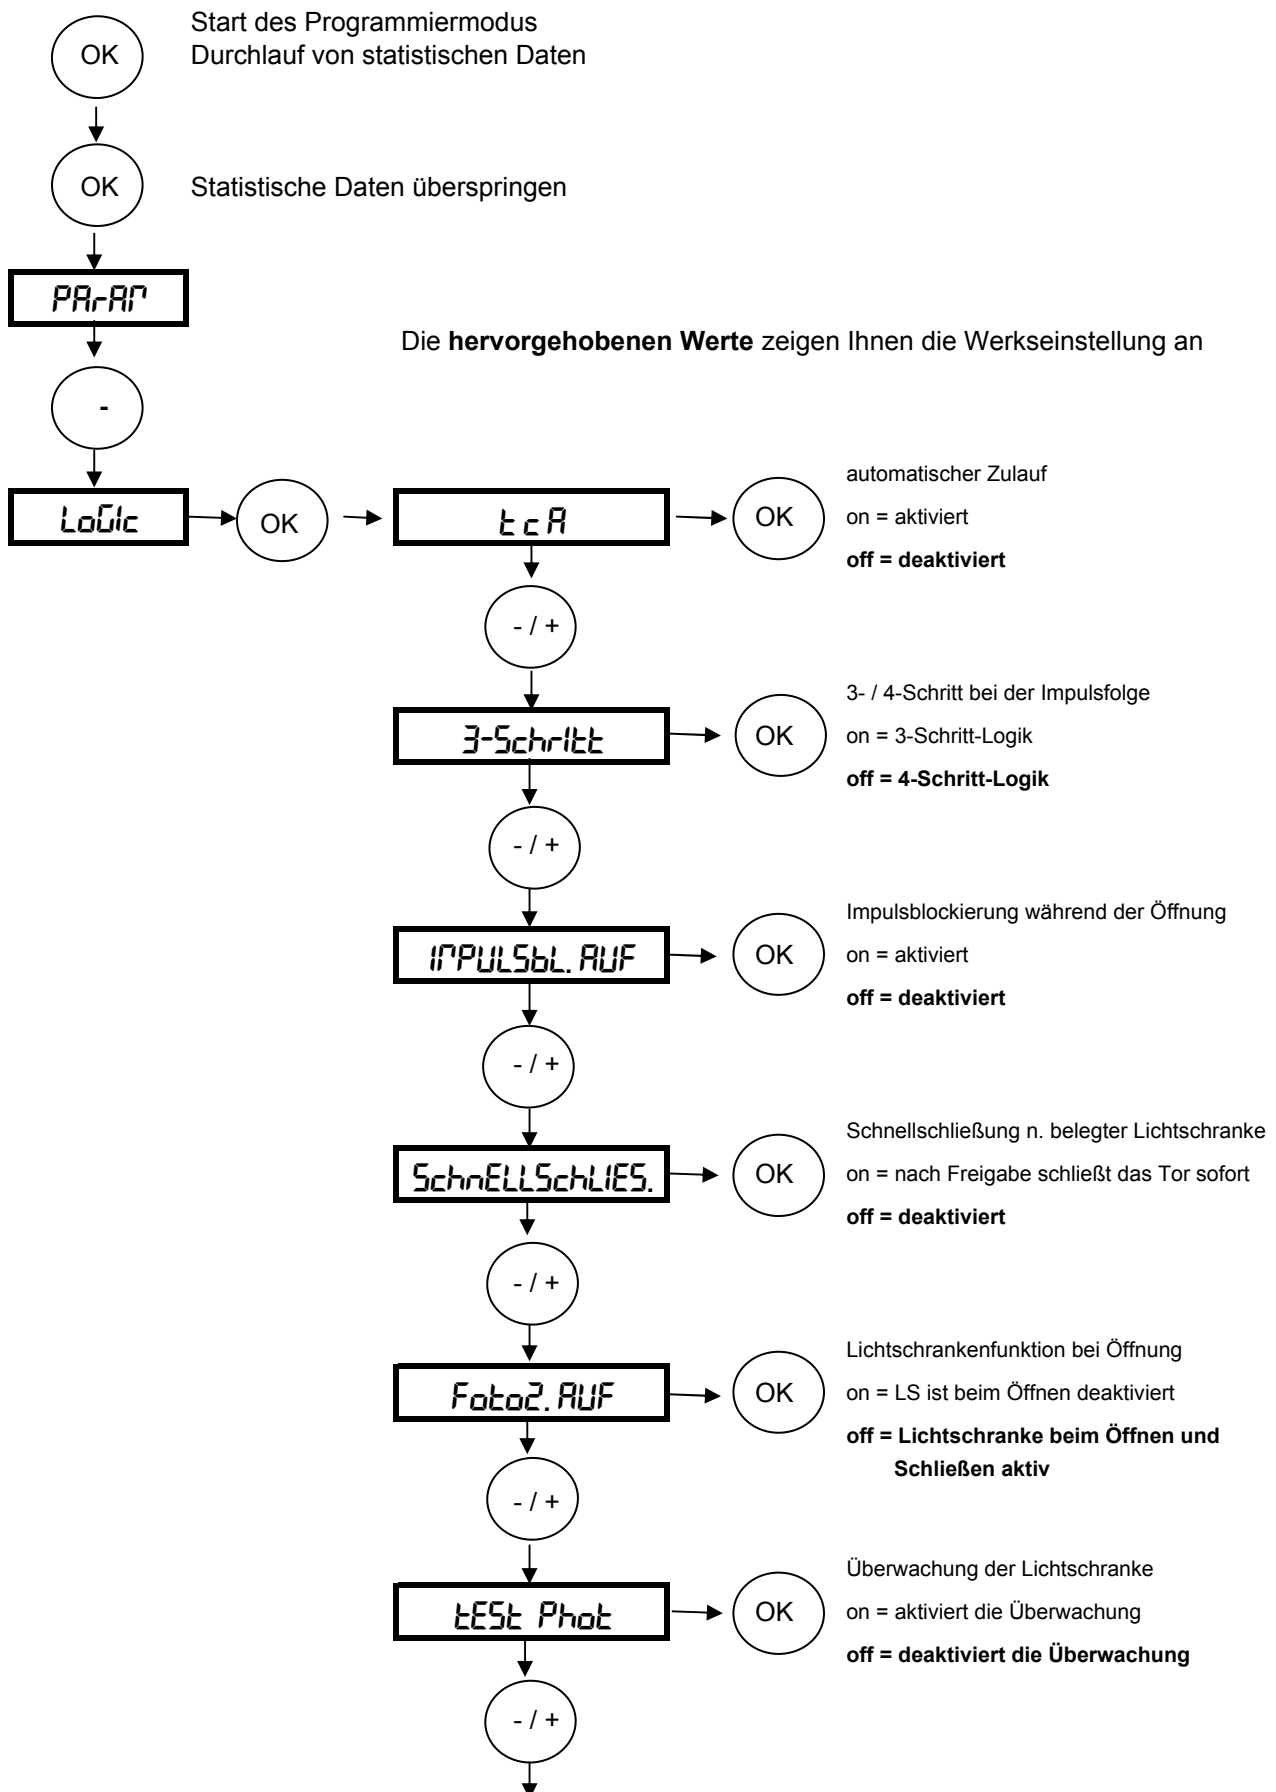 Start des Programmiermodus
OK
Durchlauf von statistischen Daten
OK
Statistische Daten überspringen
PArAM
Die hervorgehobenen Werte zeigen Ihnen die Werkseinstellung an
-
LoGIc
OK
tcA
OK
automatischer Zulauf
on = aktiviert
off = deaktiviert
- / +
3-SchrItt
OK
3- / 4-Schritt bei der Impulsfolge
on = 3-Schritt-Logik
off = 4-Schritt-Logik
- / +
IMPULSbL. AUF
OK
Impulsblockierung während der Öffnung
on = aktiviert
off = deaktiviert
- / +
SchnELLSchLIES.
OK
Schnellschließung n. belegter Lichtschranke
on = nach Freigabe schließt das Tor sofort
off = deaktiviert
- / +
Foto2. AUF
OK
Lichtschrankenfunktion bei Öffnung
on = LS ist beim Öffnen deaktiviert
off = Lichtschranke beim Öffnen und
Schließen aktiv
- / +
tESt Phot
OK
Überwachung der Lichtschranke
on = aktiviert die Überwachung
off = deaktiviert die Überwachung
- / +